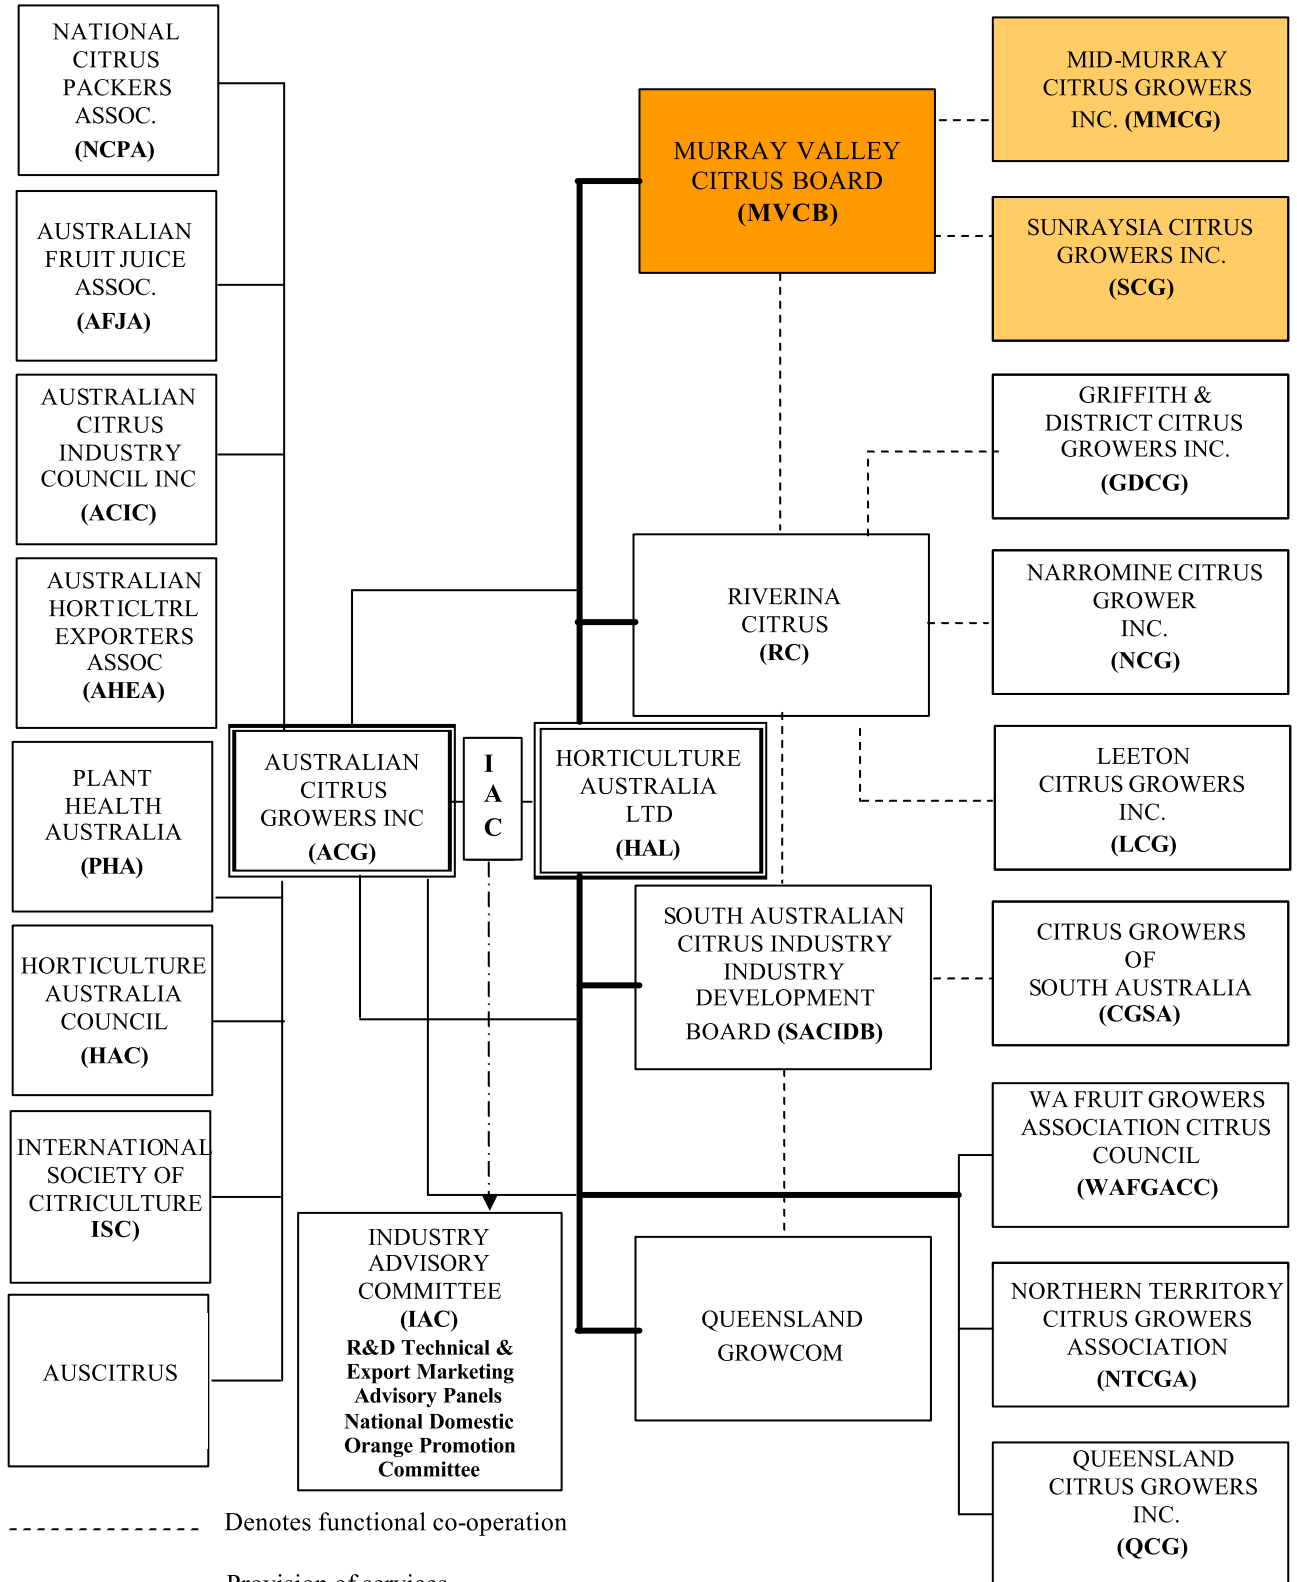 NATIONAL
CITRUS
PACKERS
ASSOC.
(NCPA)
AUSTRALIAN
FRUIT JUICE
ASSOC.
(AFJA)
AUSTRALIAN
CITRUS
INDUSTRY
COUNCIL INC
(ACIC)
AUSTRALIAN
HORTICLTRL
EXPORTERS
ASSOC
(AHEA)
PLANT
HEALTH
AUSTRALIA
(PHA)
HORTICULTURE
AUSTRALIA
COUNCIL
(HAC)
INTERNATIONAL
SOCIETY OF
CITRICULTURE
ISC)
AUSCITRUS
AUSTRALIAN
CITRUS
GROWERS INC
(ACG)
I
A
C
HORTICULTURE
AUSTRALIA
LTD
(HAL)
INDUSTRY
ADVISORY
COMMITTEE
(IAC)
R&D Technical &
Export Marketing
Advisory Panels
National Domestic
Orange Promotion
Committee
MURRAY VALLEY
CITRUS BOARD
(MVCB)
RIVERINA
CITRUS
(RC)
SOUTH AUSTRALIAN
CITRUS INDUSTRY
INDUSTRY
DEVELOPMENT
BOARD (SACIDB)
QUEENSLAND
GROWCOM
MID-MURRAY
CITRUS GROWERS
INC. (MMCG)
SUNRAYSIA CITRUS
GROWERS INC.
(SCG)
GRIFFITH &
DISTRICT CITRUS
GROWERS INC.
(GDCG)
NARROMINE CITRUS
GROWER
INC.
(NCG)
LEETON
CITRUS GROWERS
INC.
(LCG)
CITRUS GROWERS
OF
SOUTH AUSTRALIA
(CGSA)
WA FRUIT GROWERS
ASSOCIATION CITRUS
COUNCIL
(WAFGACC)
NORTHERN TERRITORY
CITRUS GROWERS
ASSOCIATION
(NTCGA)
QUEENSLAND
CITRUS GROWERS
INC.
(QCG)
Denotes functional co-operation
Provision of services